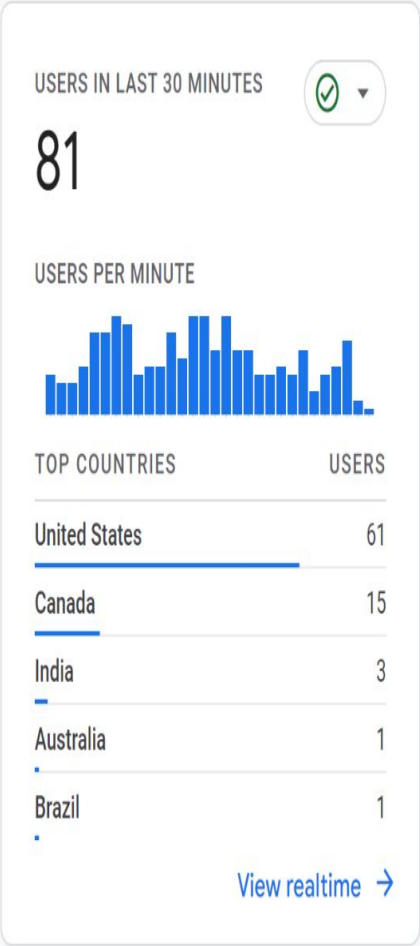 USERS IN LAST 30 MINUTES
81
USERS PER MINUTE
TOP COUNTRIES USERS
United States 61
Canada 15
India 3
Australia 1
Brazil 1
View realtime →